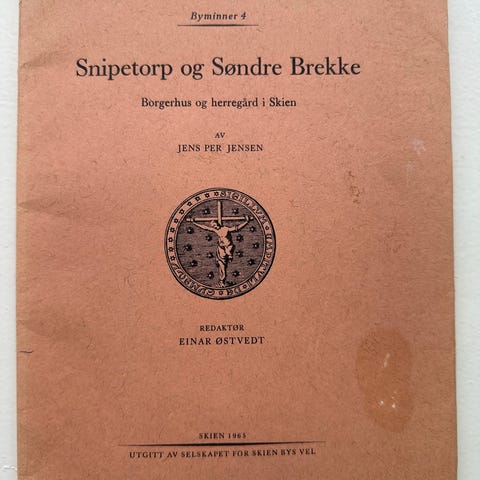 Byminner 4
Snipetorp og Søndre Brekke
Borgerhus og herregård i Skien
AV
JENS PER JENSEN
REDAKTØR
EINAR ØSTVEDT
SKIEN 1965
UTGITT AV SELSKAPET FOR SKIEN BYS VEL